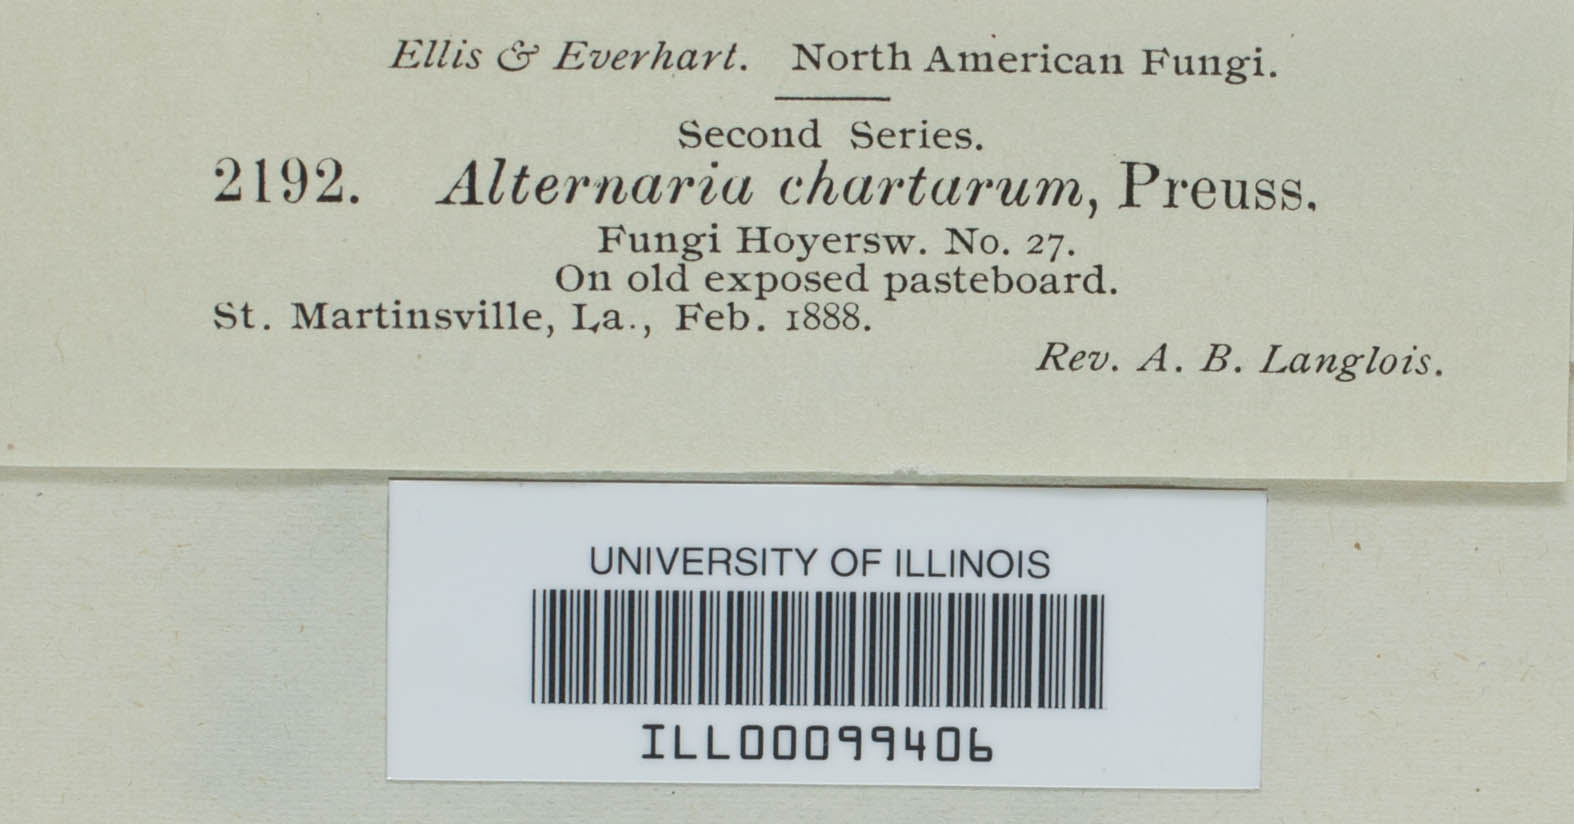 Ellis & Everhart. North American Fungi.
Second Series.
2192. Alternaria chartarum, Preuss.
Fungi Hoyersw. No. 27.
On old exposed pasteboard.
St. Martinsville, La., Feb. 1888.
Rev. A. B. Langlois.
UNIVERSITY OF ILLINOIS
ILL00099406